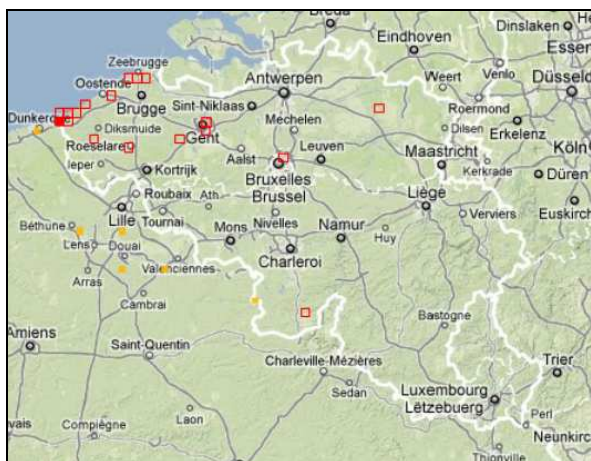 Breda
Dinslaken
Eindhoven
Essen
Zeebrugge
Venlo
Oostende
Antwerpen
Weert
Düsseld
Brugge
Sint-Niklaas
Roermond
Dunkerque
Diksmuide
Mechelen
Dilsen
Erkelenz
Gent
Roeselare
Köln
Ieper
Aalst
Leuven
Maastricht
Kerkrade
Kortrijk
Bruxelles
Brussel
Düren
Roubaix
Ath
Liège
Euskirch
Lille
Tournai
Nivelles
Verviers
Béthune
Mons
Namur
Huy
Lens
Douai
Charleroi
Arras
Valenciennes
Cambrai
Bastogne
Amiens
Saint-Quentin
Charleville-Mézières
Trier
Sedan
Luxembourg
Lëtzebuerg
Laon
Perl
vais
Compiègne
Neunkirch
Thionville